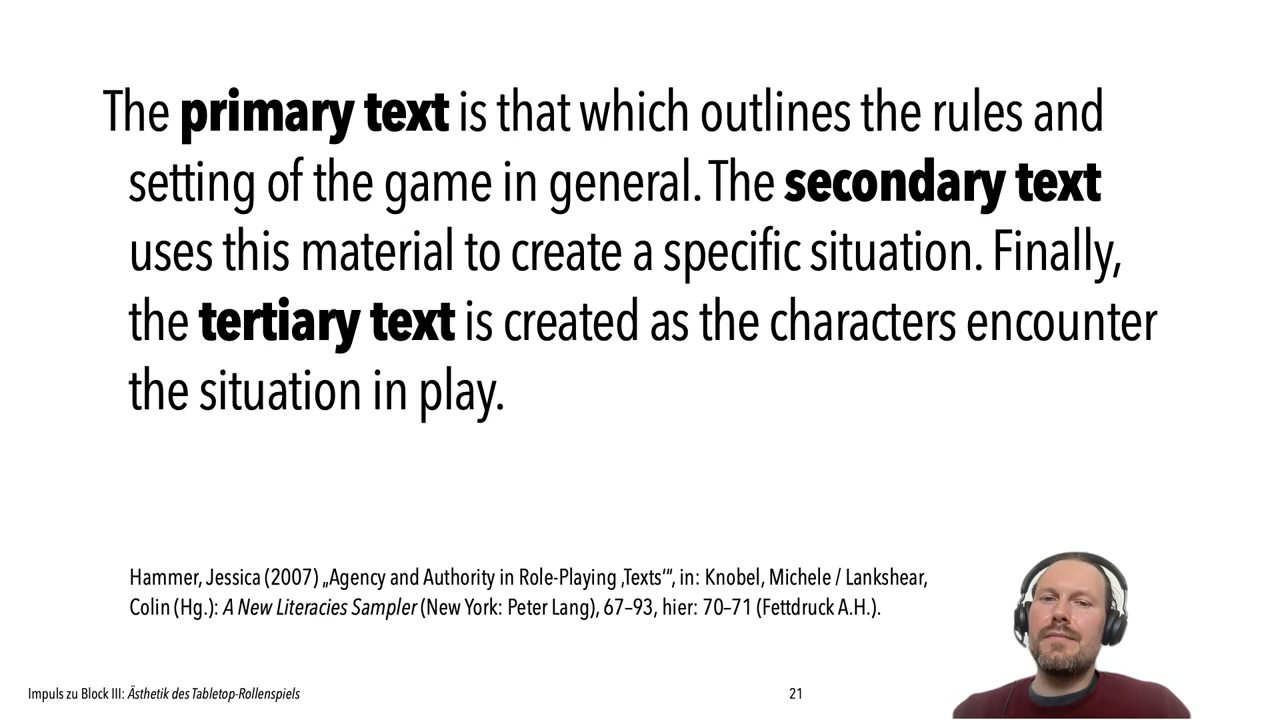 The primary text is that which outlines the rules and
setting of the game in general. The secondary text
uses this material to create a specific situation. Finally,
the tertiary text is created as the characters encounter
the situation in play.
Hammer, Jessica (2007) „Agency and Authority in Role-Playing ‚Texts‘“, in: Knobel, Michele / Lankshear,
Colin (Hg.): A New Literacies Sampler (New York: Peter Lang), 67–93, hier: 70–71 (Fettdruck A.H.).
Impuls zu Block III: Ästhetik des Tabletop-Rollenspiels
21